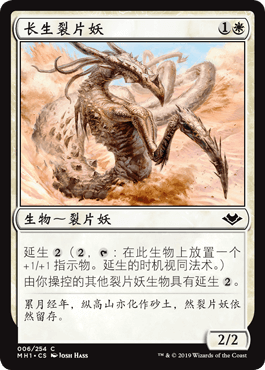 长生裂片妖 1
生物～裂片妖
延生 2（2，：在此生物上放置一个
+1/+1 指示物。延生的时机视同法术。）
由你操控的其他裂片妖生物具有延生 2。
累月经年，纵高山亦化作砂土，然裂片妖依
然留存。
2/2
006/254 C
MH1 • CS Josh Hass
™ & © 2019 Wizards of the Coast